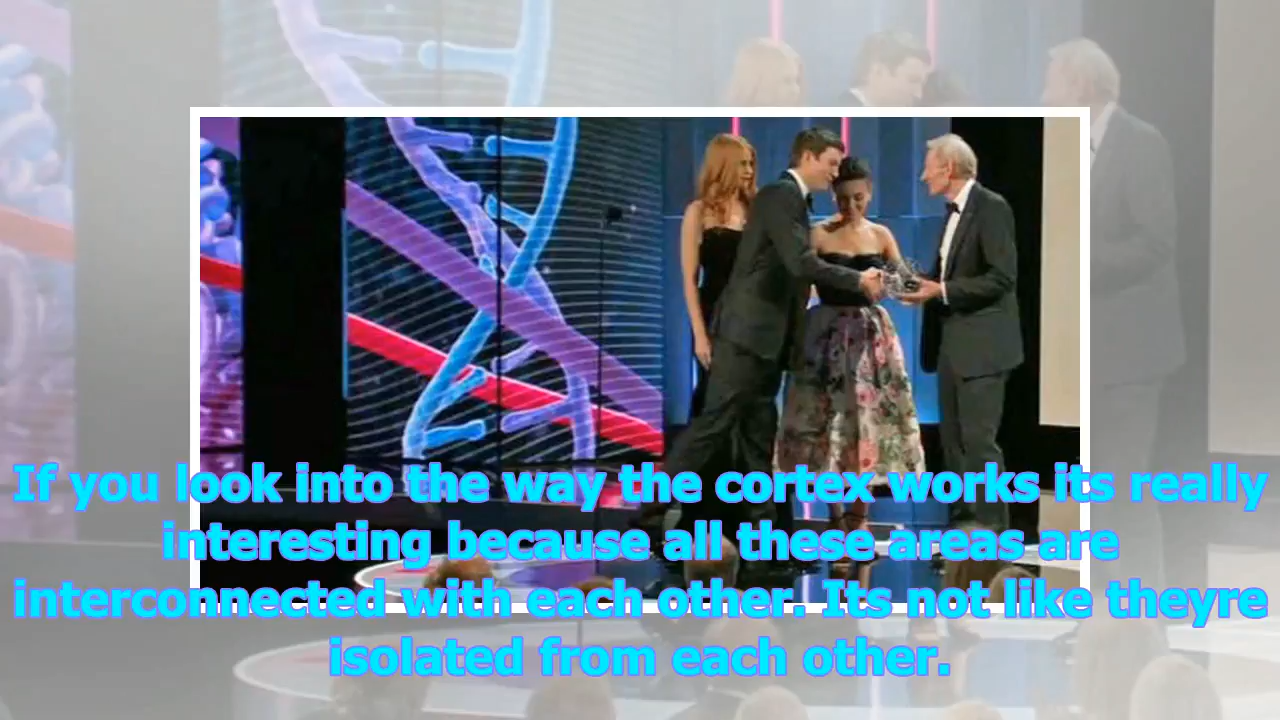 If you look into the way the cortex works its really
interesting because all these areas are
interconnected with each other. Its not like theyre
isolated from each other.